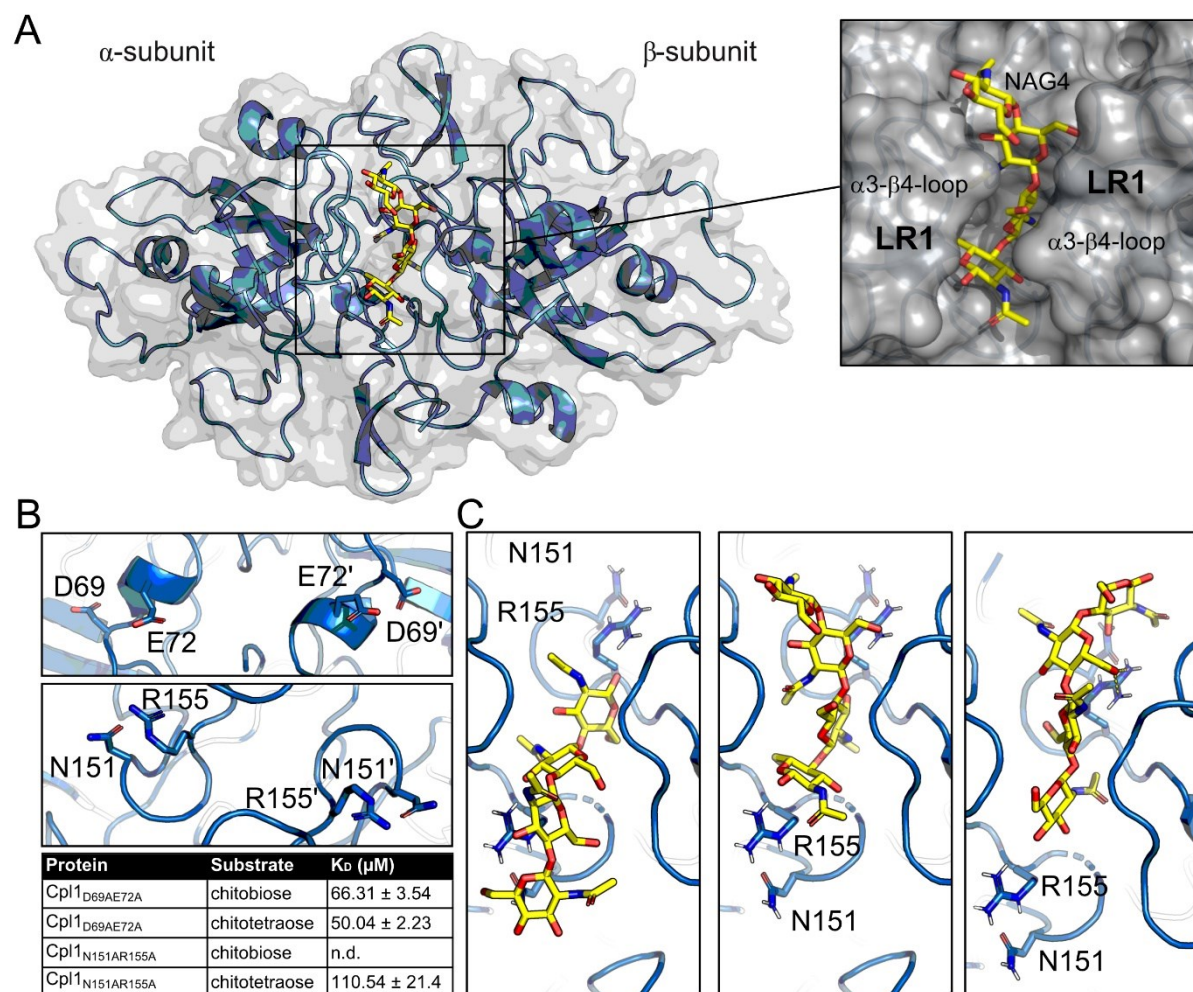 A
α-subunit
β-subunit
NAG4
α3-β4-loop
LR1
LR1
α3-β4-loop
B
D69
E72
E72'
D69'
R155
N151
N151'
R155'
Protein Substrate KD (µM)
Cpl1D69AE72A chitobiose 66.31 ± 3.54
Cpl1D69AE72A chitotetraose 50.04 ± 2.23
Cpl1N151AR155A chitobiose n.d.
Cpl1N151AR155A chitotetraose 110.54 ± 21.4
C
N151
R155
R155
N151
R155
N151